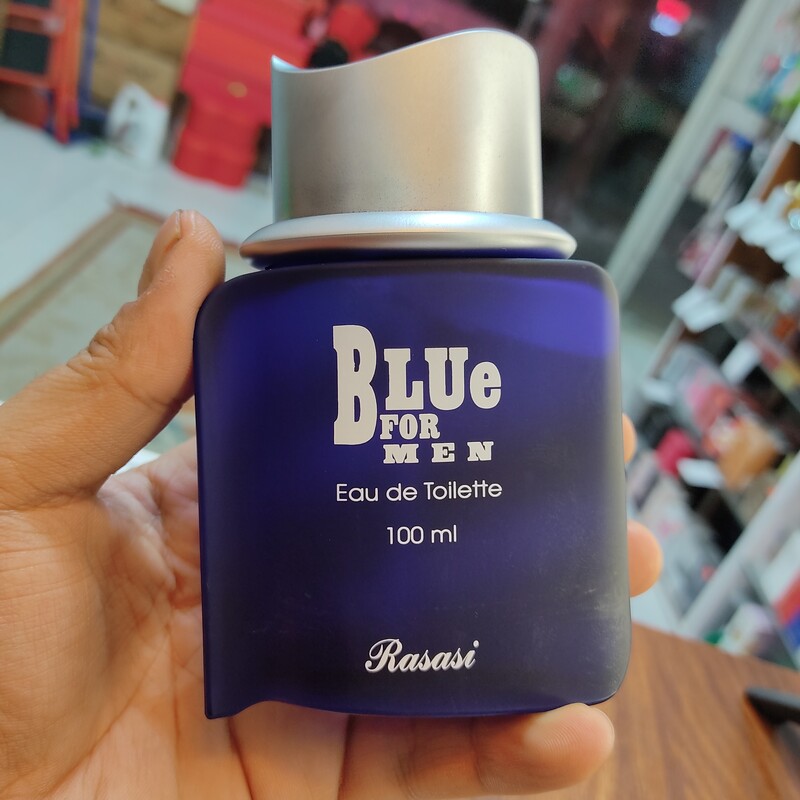 BLUe
FOR
MEN
Eau de Toilette
100 ml
Rasasi